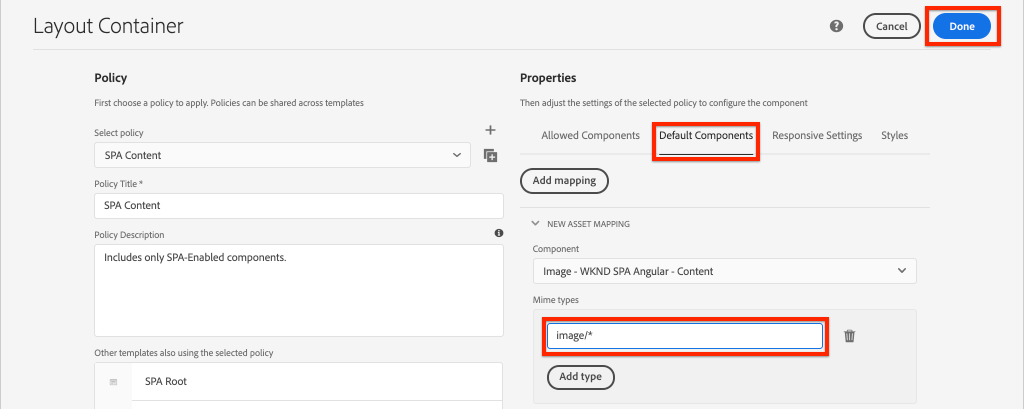 Layout Container
Cancel
Done
Policy
First choose a policy to apply. Policies can be shared across templates
Select policy
SPA Content
Policy Title *
SPA Content
Policy Description
Includes only SPA-Enabled components.
Other templates also using the selected policy
SPA Root
Properties
Then adjust the settings of the selected policy to configure the component
Allowed Components Default Components Responsive Settings Styles
Add mapping
NEW ASSET MAPPING
Component
Image - WKND SPA Angular - Content
Mime types
image/*
Add type